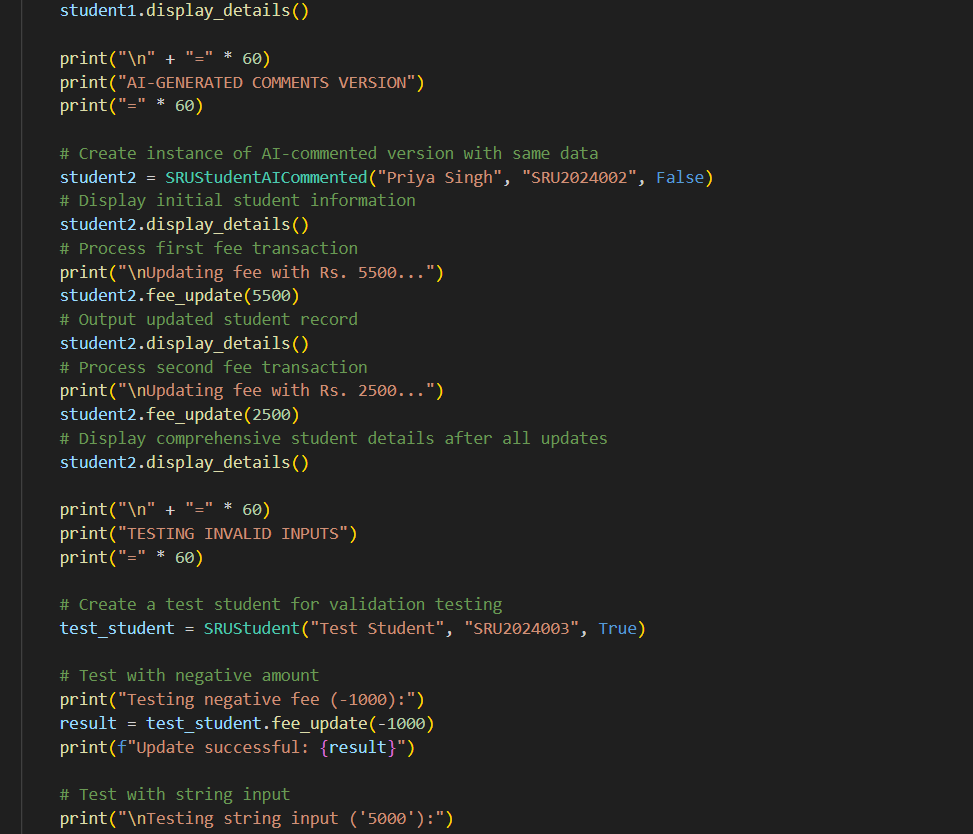 student1.display_details()
print("\n" + "=" * 60)
print("AI-GENERATED COMMENTS VERSION")
print("=" * 60)
# Create instance of AI-commented version with same data
student2 = SRUStudentAICommented("Priya Singh", "SRU2024002", False)
# Display initial student information
student2.display_details()
# Process first fee transaction
print("\nUpdating fee with Rs. 5500...")
student2.fee_update(5500)
# Output updated student record
student2.display_details()
# Process second fee transaction
print("\nUpdating fee with Rs. 2500...")
student2.fee_update(2500)
# Display comprehensive student details after all updates
student2.display_details()
print("\n" + "=" * 60)
print("TESTING INVALID INPUTS")
print("=" * 60)
# Create a test student for validation testing
test_student = SRUStudent("Test Student", "SRU2024003", True)
# Test with negative amount
print("Testing negative fee (-1000):")
result = test_student.fee_update(-1000)
print(f"Update successful: {result}")
# Test with string input
print("\nTesting string input ('5000'):")